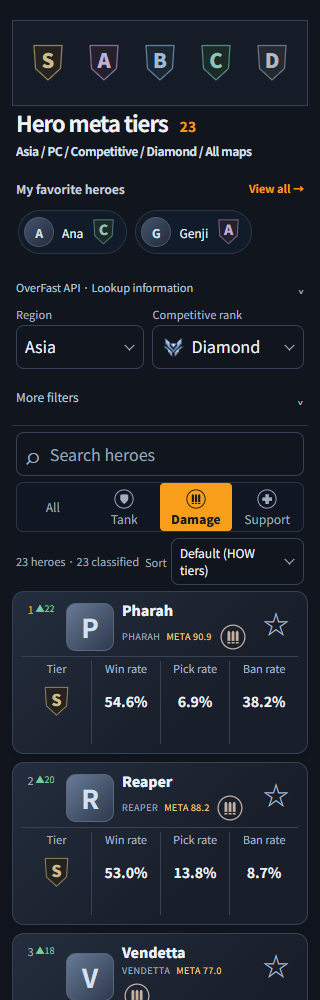 S A B C D
Hero meta tiers 23
Asia / PC / Competitive / Diamond / All maps
My favorite heroes View all →
A Ana C G Genji A
OverFast API · Lookup information
Region Competitive rank
Asia Diamond
More filters
Search heroes
All Tank Damage Support
23 heroes · 23 classified Sort Default (HOW
tiers)
1 ▲22 P Pharah
PHARAH META 90.9
Tier Win rate Pick rate Ban rate
S 54.6% 6.9% 38.2%
2 ▲20 R Reaper
REAPER META 88.2
Tier Win rate Pick rate Ban rate
S 53.0% 13.8% 8.7%
3 ▲18 V Vendetta
VENDETTA META 77.0